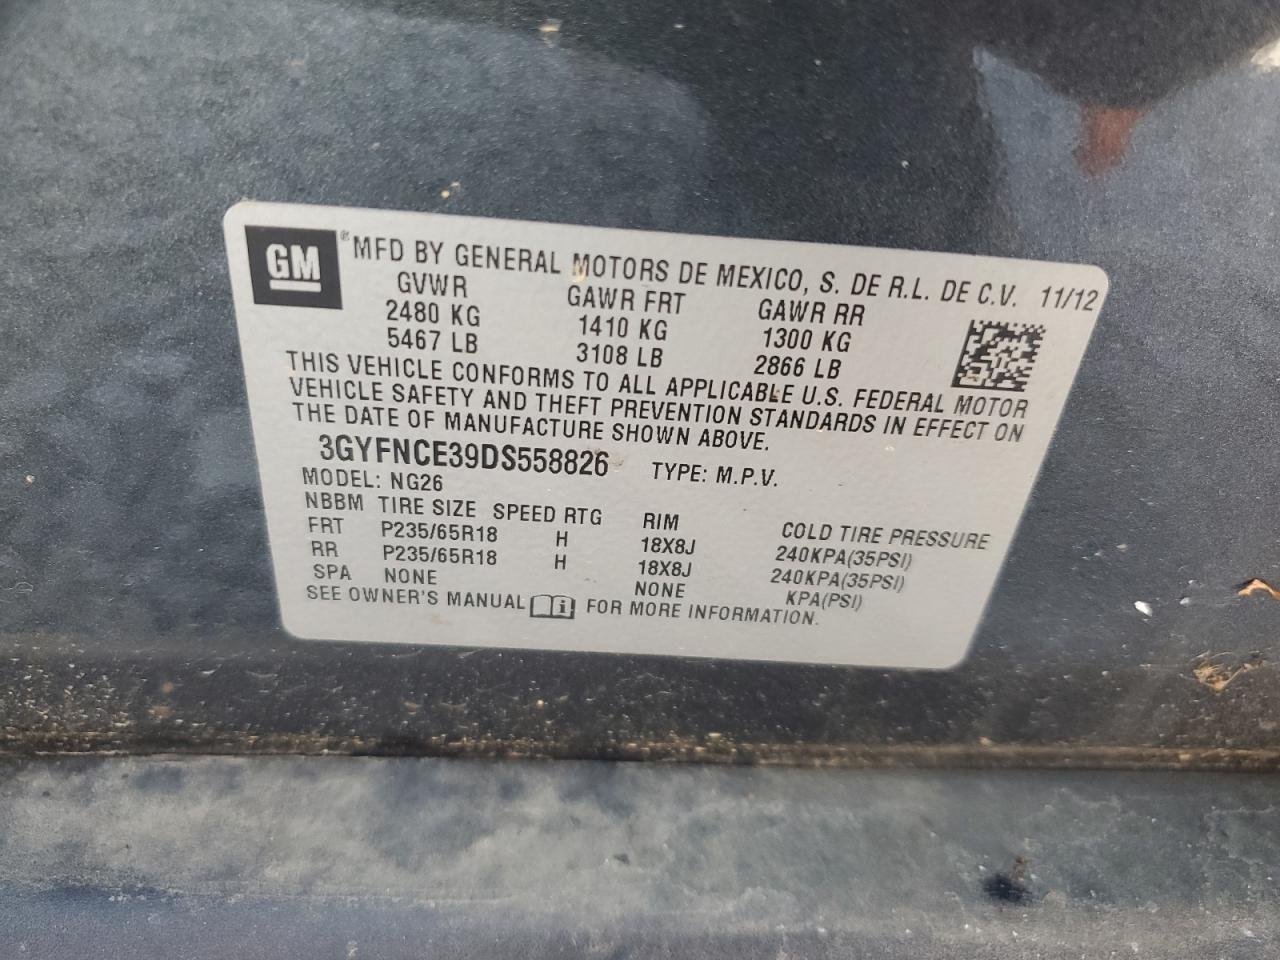 GM ® MFD BY GENERAL MOTORS DE MEXICO, S. DE R.L. DE C.V. 11/12
GVWR GAWR FRT GAWR RR
2480 KG 1410 KG 1300 KG
5467 LB 3108 LB 2866 LB
THIS VEHICLE CONFORMS TO ALL APPLICABLE U.S. FEDERAL MOTOR
VEHICLE SAFETY AND THEFT PREVENTION STANDARDS IN EFFECT ON
THE DATE OF MANUFACTURE SHOWN ABOVE.
3GYFNCE39DS558826 TYPE: M.P.V.
MODEL: NG26
NBBM TIRE SIZE SPEED RTG RIM COLD TIRE PRESSURE
FRT P235/65R18 H 18X8J 240KPA(35PSI)
RR P235/65R18 H 18X8J 240KPA(35PSI)
SPA NONE NONE KPA(PSI)
SEE OWNER'S MANUAL i FOR MORE INFORMATION.